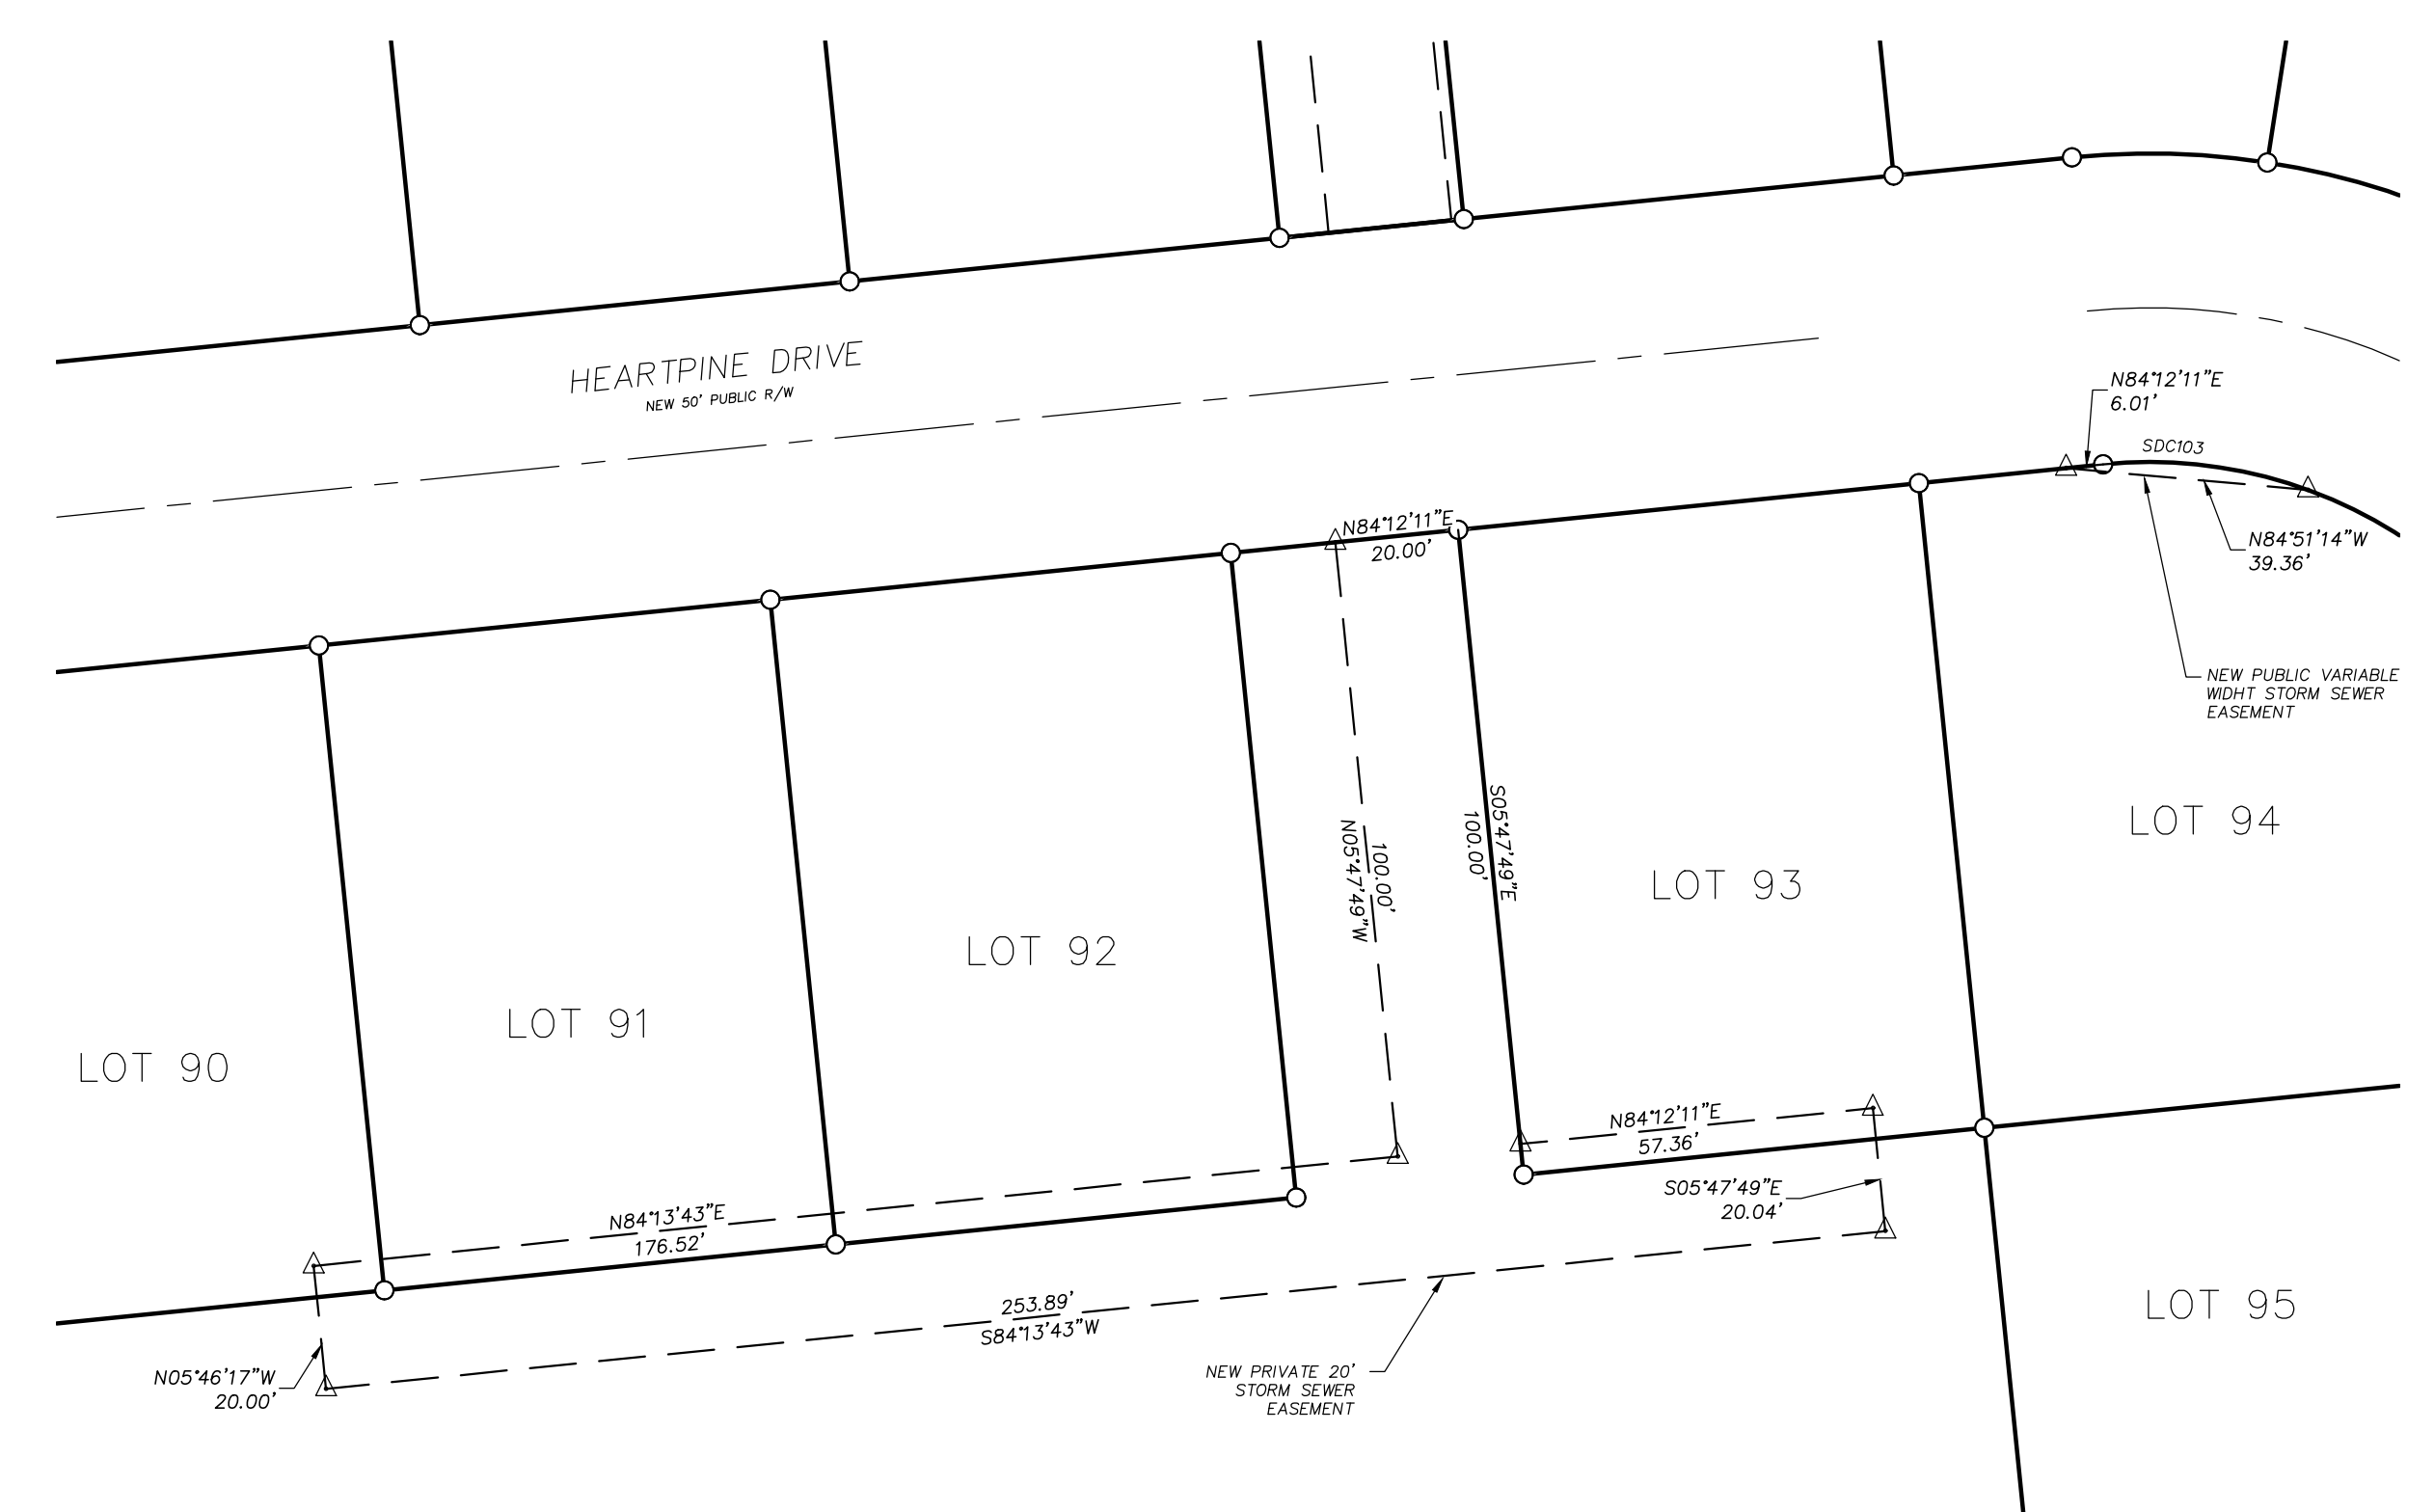 HEARTPINE DRIVE
NEW 50' PUBLIC R/W
N84°12'11"E
6.01'
SDC103
N84°12'11"E
20.00'
N84°51'14"W
39.36'
NEW PUBLIC VARIABLE
WIDHT STORM SEWER
EASEMENT
100.00'
N05°47'49"W
S05°47'49"E
100.00'
LOT 94
LOT 93
LOT 92
LOT 91
LOT 90
N84°12'11"E
57.36'
S05°47'49"E
20.04'
N84°13'43"E
176.52'
253.89'
S84°13'43"W
LOT 95
N05°46'17"W
20.00'
NEW PRIVATE 20'
STORM SEWER
EASEMENT